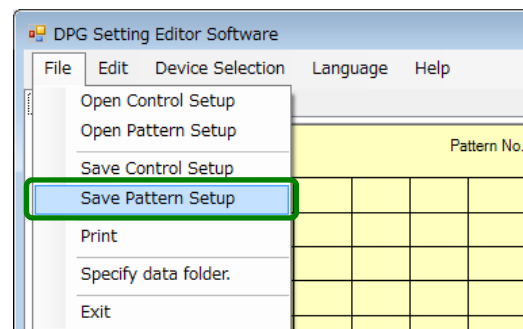 DPG Setting Editor Software
File Edit Device Selection Language Help
Open Control Setup
Open Pattern Setup
Pattern No.
Save Control Setup
Save Pattern Setup
Print
Specify data folder.
Exit